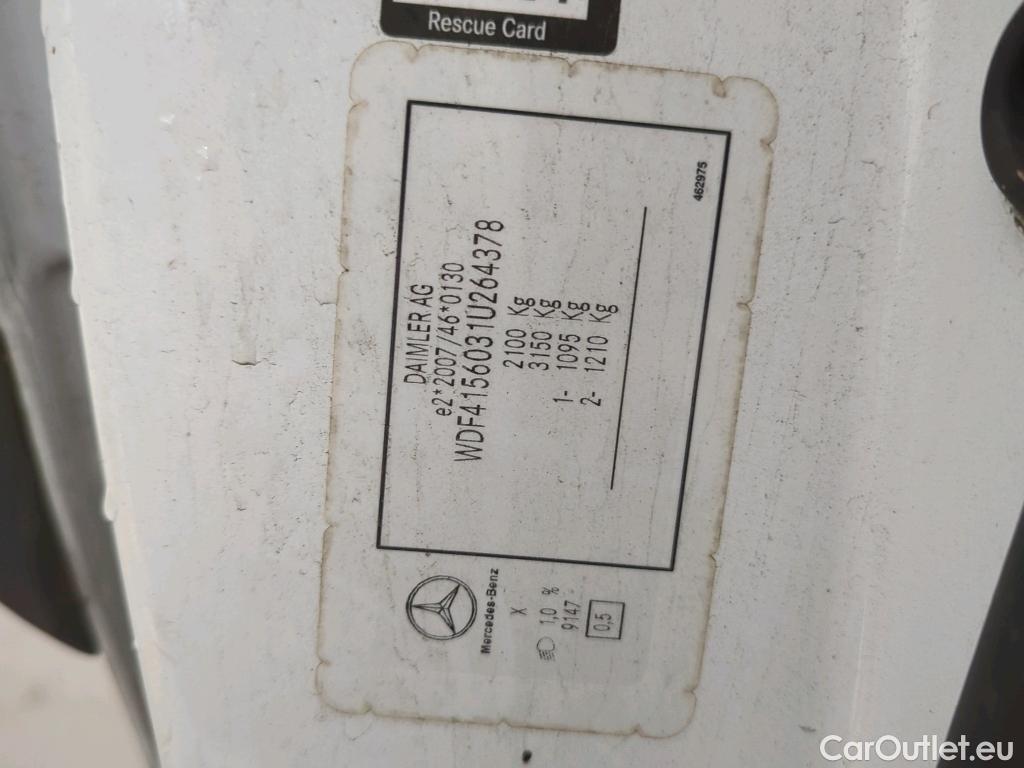 Rescue Card
DAIMLER AG
e2*2007/46*0130
WDF4156031U264378
2100 Kg
3150 Kg
1- 1095 Kg
2- 1210 Kg
462975
Mercedes-Benz
X
1,0 %
9147
0,5
CarOutlet.eu